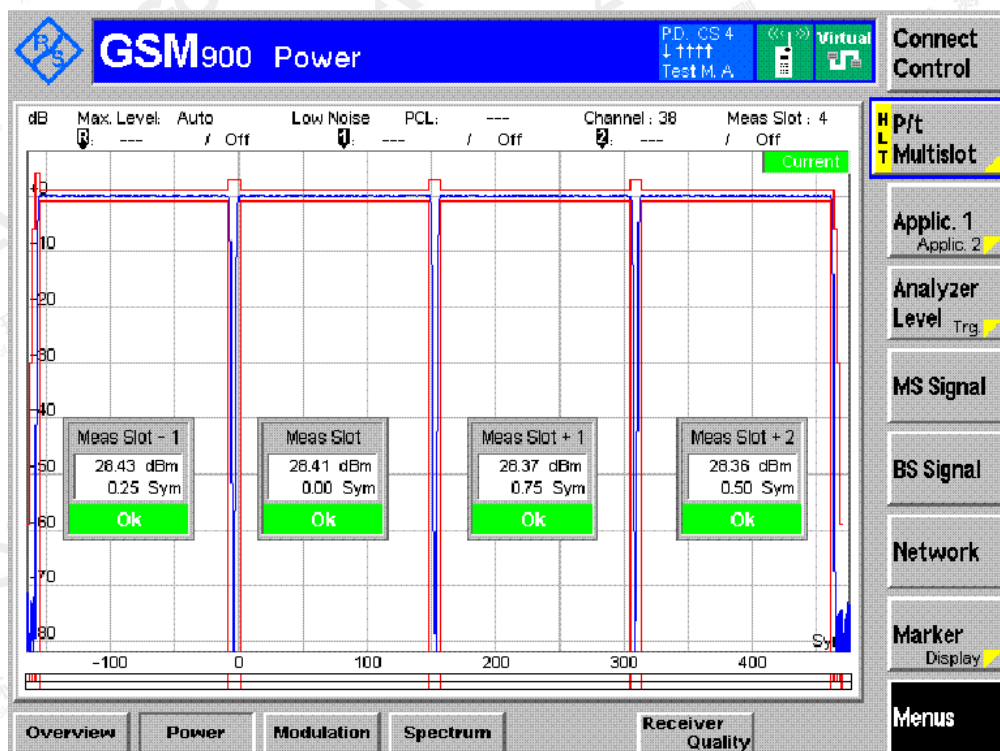 R/S
GSM900 Power
P.D. CS 4
↓ ↑↑↑↑
Test M. A
Virtual
Connect
Control
dB Max. Level: Auto Low Noise PCL: --- Channel : 38 Meas Slot : 4
R: --- / Off 1: --- / Off 2: --- / Off
Current
H
L
T
P/t
Multislot
+0
-10
-20
-30
-40
-50
-60
-70
-80
Meas Slot - 1
28.43 dBm
0.25 Sym
Ok
Meas Slot
28.41 dBm
0.00 Sym
Ok
Meas Slot + 1
28.37 dBm
0.75 Sym
Ok
Meas Slot + 2
28.36 dBm
0.50 Sym
Ok
-100 0 100 200 300 400
Applic. 1
Applic. 2
Analyzer
Level Trg.
MS Signal
BS Signal
Network
Marker
Display
Menus
Overview Power Modulation Spectrum Receiver
Quality